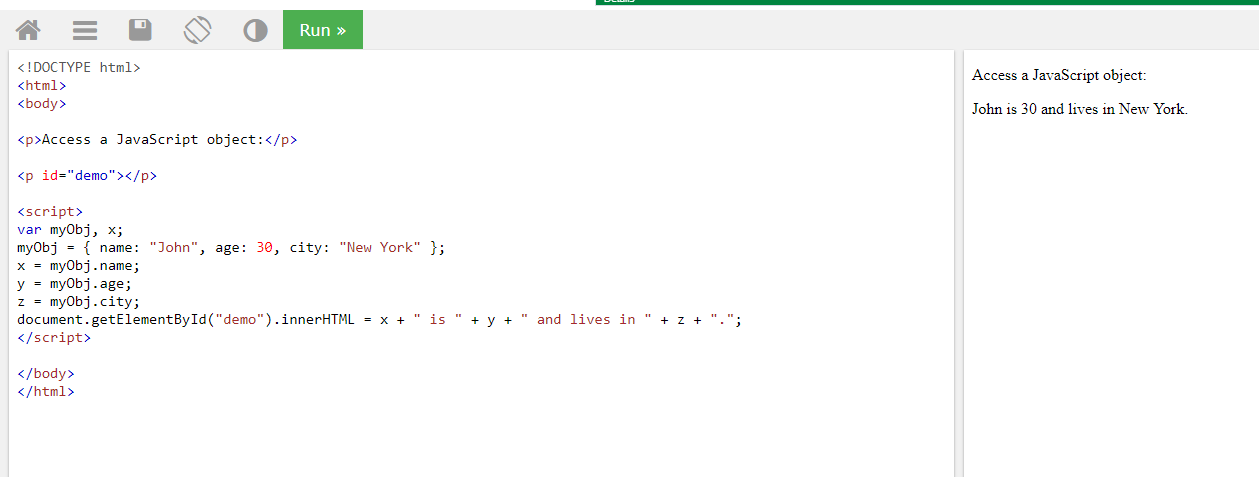 Details
Run »
<!DOCTYPE html>
<html>
<body>
<p>Access a JavaScript object:</p>
<p id="demo"></p>
<script>
var myObj, x;
myObj = { name: "John", age: 30, city: "New York" };
x = myObj.name;
y = myObj.age;
z = myObj.city;
document.getElementById("demo").innerHTML = x + " is " + y + " and lives in " + z + ".";
</script>
</body>
</html>
Access a JavaScript object:
John is 30 and lives in New York.